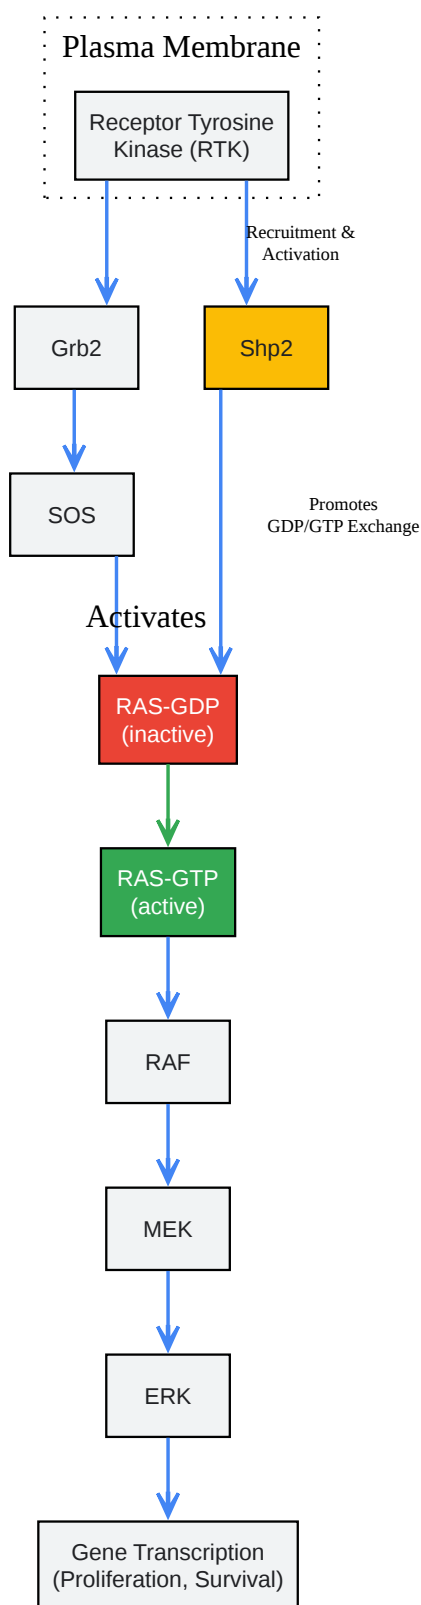 Plasma Membrane
Receptor Tyrosine
Kinase (RTK)
Recruitment &
Activation
Grb2
Shp2
SOS
Promotes
GDP/GTP Exchange
Activates
RAS-GDP
(inactive)
RAS-GTP
(active)
RAF
MEK
ERK
Gene Transcription
(Proliferation, Survival)